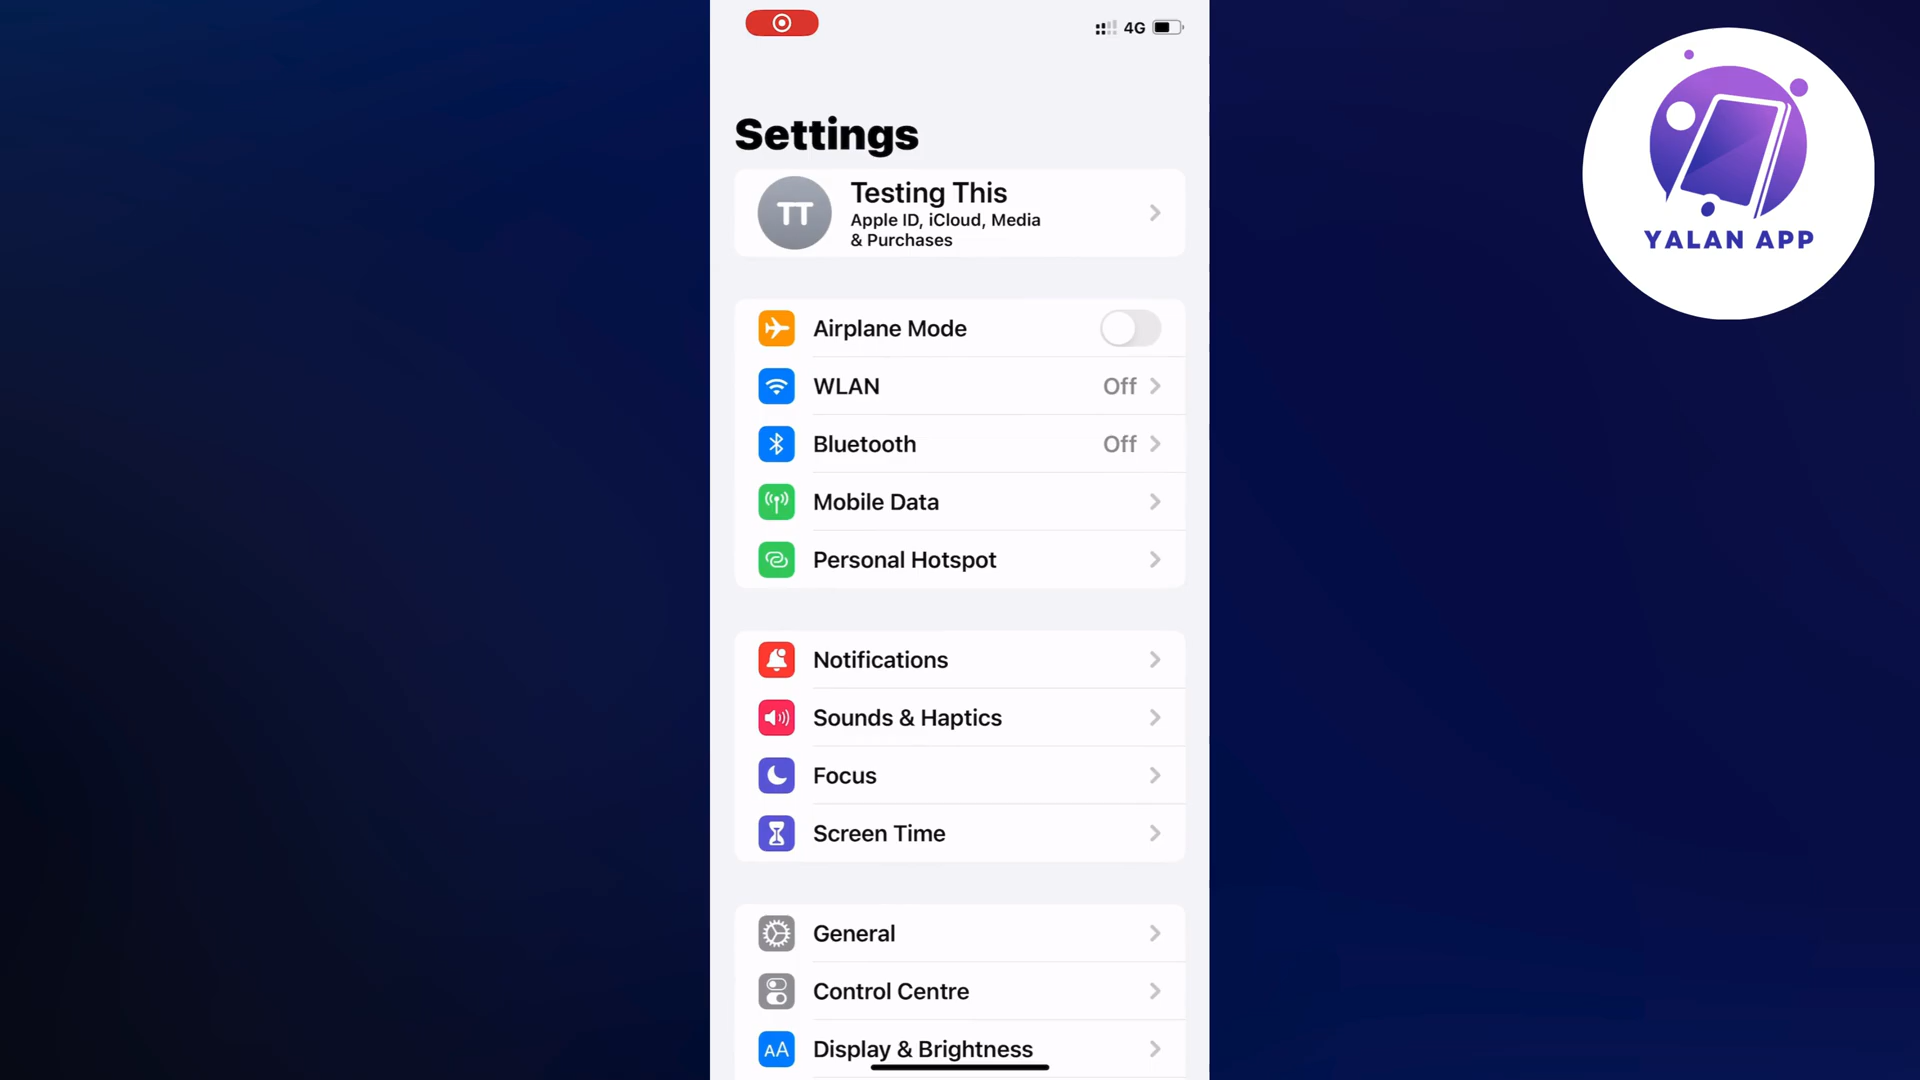 4G
Settings
TT
Testing This
Apple ID, iCloud, Media
& Purchases
Airplane Mode
WLAN
Off
Bluetooth
Off
Mobile Data
Personal Hotspot
Notifications
Sounds & Haptics
Focus
Screen Time
General
Control Centre
AA
Display & Brightness
YALAN APP